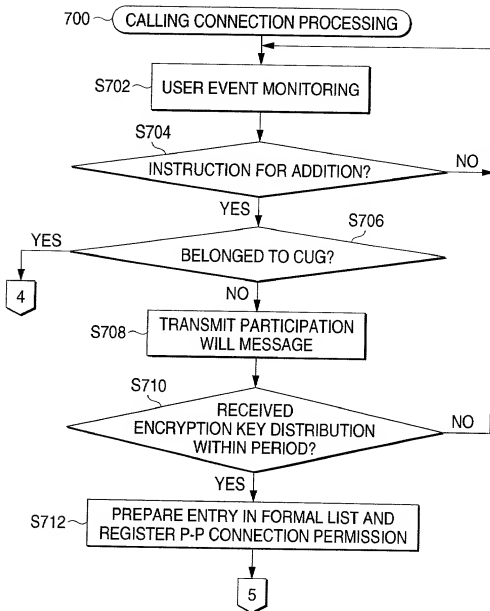 700
CALLING CONNECTION PROCESSING
S702
USER EVENT MONITORING
S704
INSTRUCTION FOR ADDITION?
NO
YES
S706
YES
BELONGED TO CUG?
4
NO
S708
TRANSMIT PARTICIPATION
WILL MESSAGE
S710
RECEIVED
ENCRYPTION KEY DISTRIBUTION
WITHIN PERIOD?
NO
YES
S712
PREPARE ENTRY IN FORMAL LIST AND
REGISTER P-P CONNECTION PERMISSION
5